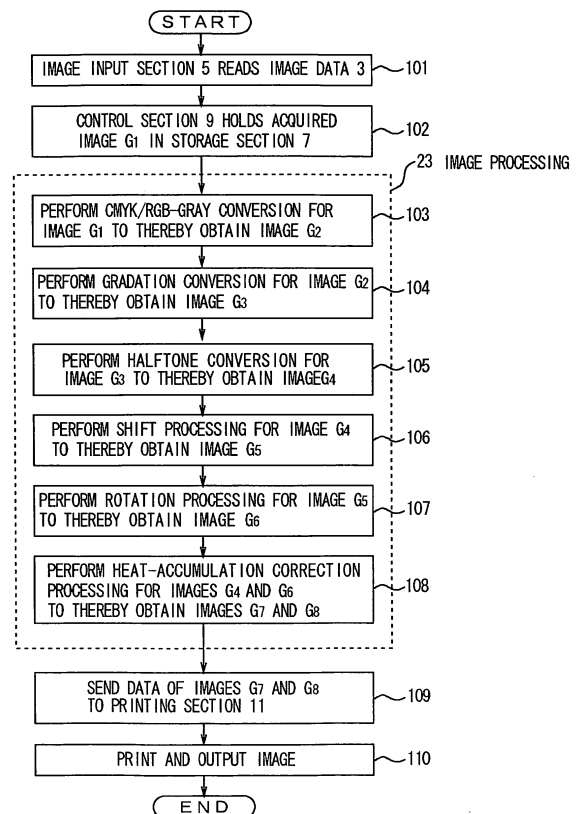 START
IMAGE INPUT SECTION 5 READS IMAGE DATA 3
101
CONTROL SECTION 9 HOLDS ACQUIRED
IMAGE G1 IN STORAGE SECTION 7
102
23 IMAGE PROCESSING
PERFORM CMYK/RGB-GRAY CONVERSION FOR
IMAGE G1 TO THEREBY OBTAIN IMAGE G2
103
PERFORM GRADATION CONVERSION FOR IMAGE G2
TO THEREBY OBTAIN IMAGE G3
104
PERFORM HALFTONE CONVERSION FOR
IMAGE G3 TO THEREBY OBTAIN IMAGEG4
105
PERFORM SHIFT PROCESSING FOR IMAGE G4
TO THEREBY OBTAIN IMAGE G5
106
PERFORM ROTATION PROCESSING FOR IMAGE G5
TO THEREBY OBTAIN IMAGE G6
107
PERFORM HEAT-ACCUMULATION CORRECTION
PROCESSING FOR IMAGES G4 AND G6
TO THEREBY OBTAIN IMAGES G7 AND G8
108
SEND DATA OF IMAGES G7 AND G8
TO PRINTING SECTION 11
109
PRINT AND OUTPUT IMAGE
110
END